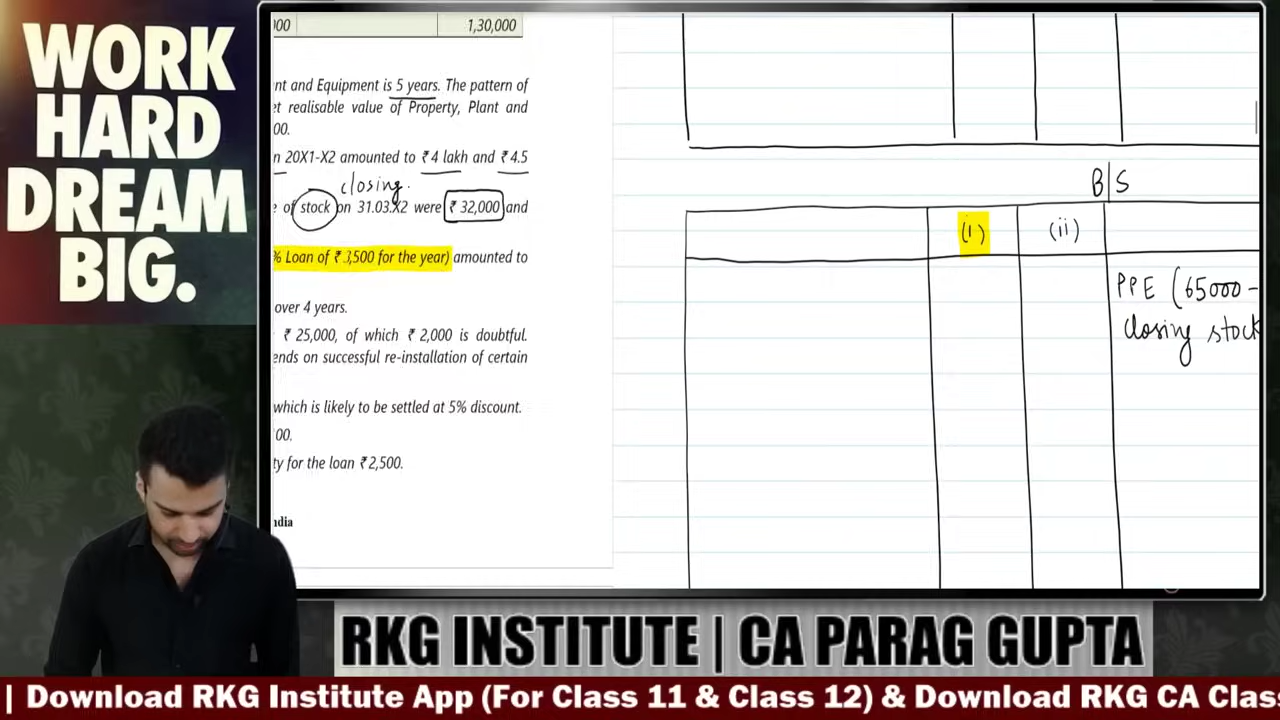 WORK
HARD
DREAM
BIG.
000
1,30,000
nt and Equipment is 5 years. The pattern of
et realisable value of Property, Plant and
00.
n 20X1-X2 amounted to ₹ 4 lakh and ₹ 4.5
closing.
e of stock on 31.03.X2 were ₹ 32,000 and
% Loan of ₹ 3,500 for the year) amounted to
over 4 years.
₹ 25,000, of which ₹ 2,000 is doubtful.
ends on successful re-installation of certain
which is likely to be settled at 5% discount.
00.
ty for the loan ₹ 2,500.
ndia
B/S
(i) (ii)
PPE (65000 -
closing stock
RKG INSTITUTE | CA PARAG GUPTA
| Download RKG Institute App (For Class 11 & Class 12) & Download RKG CA Clas